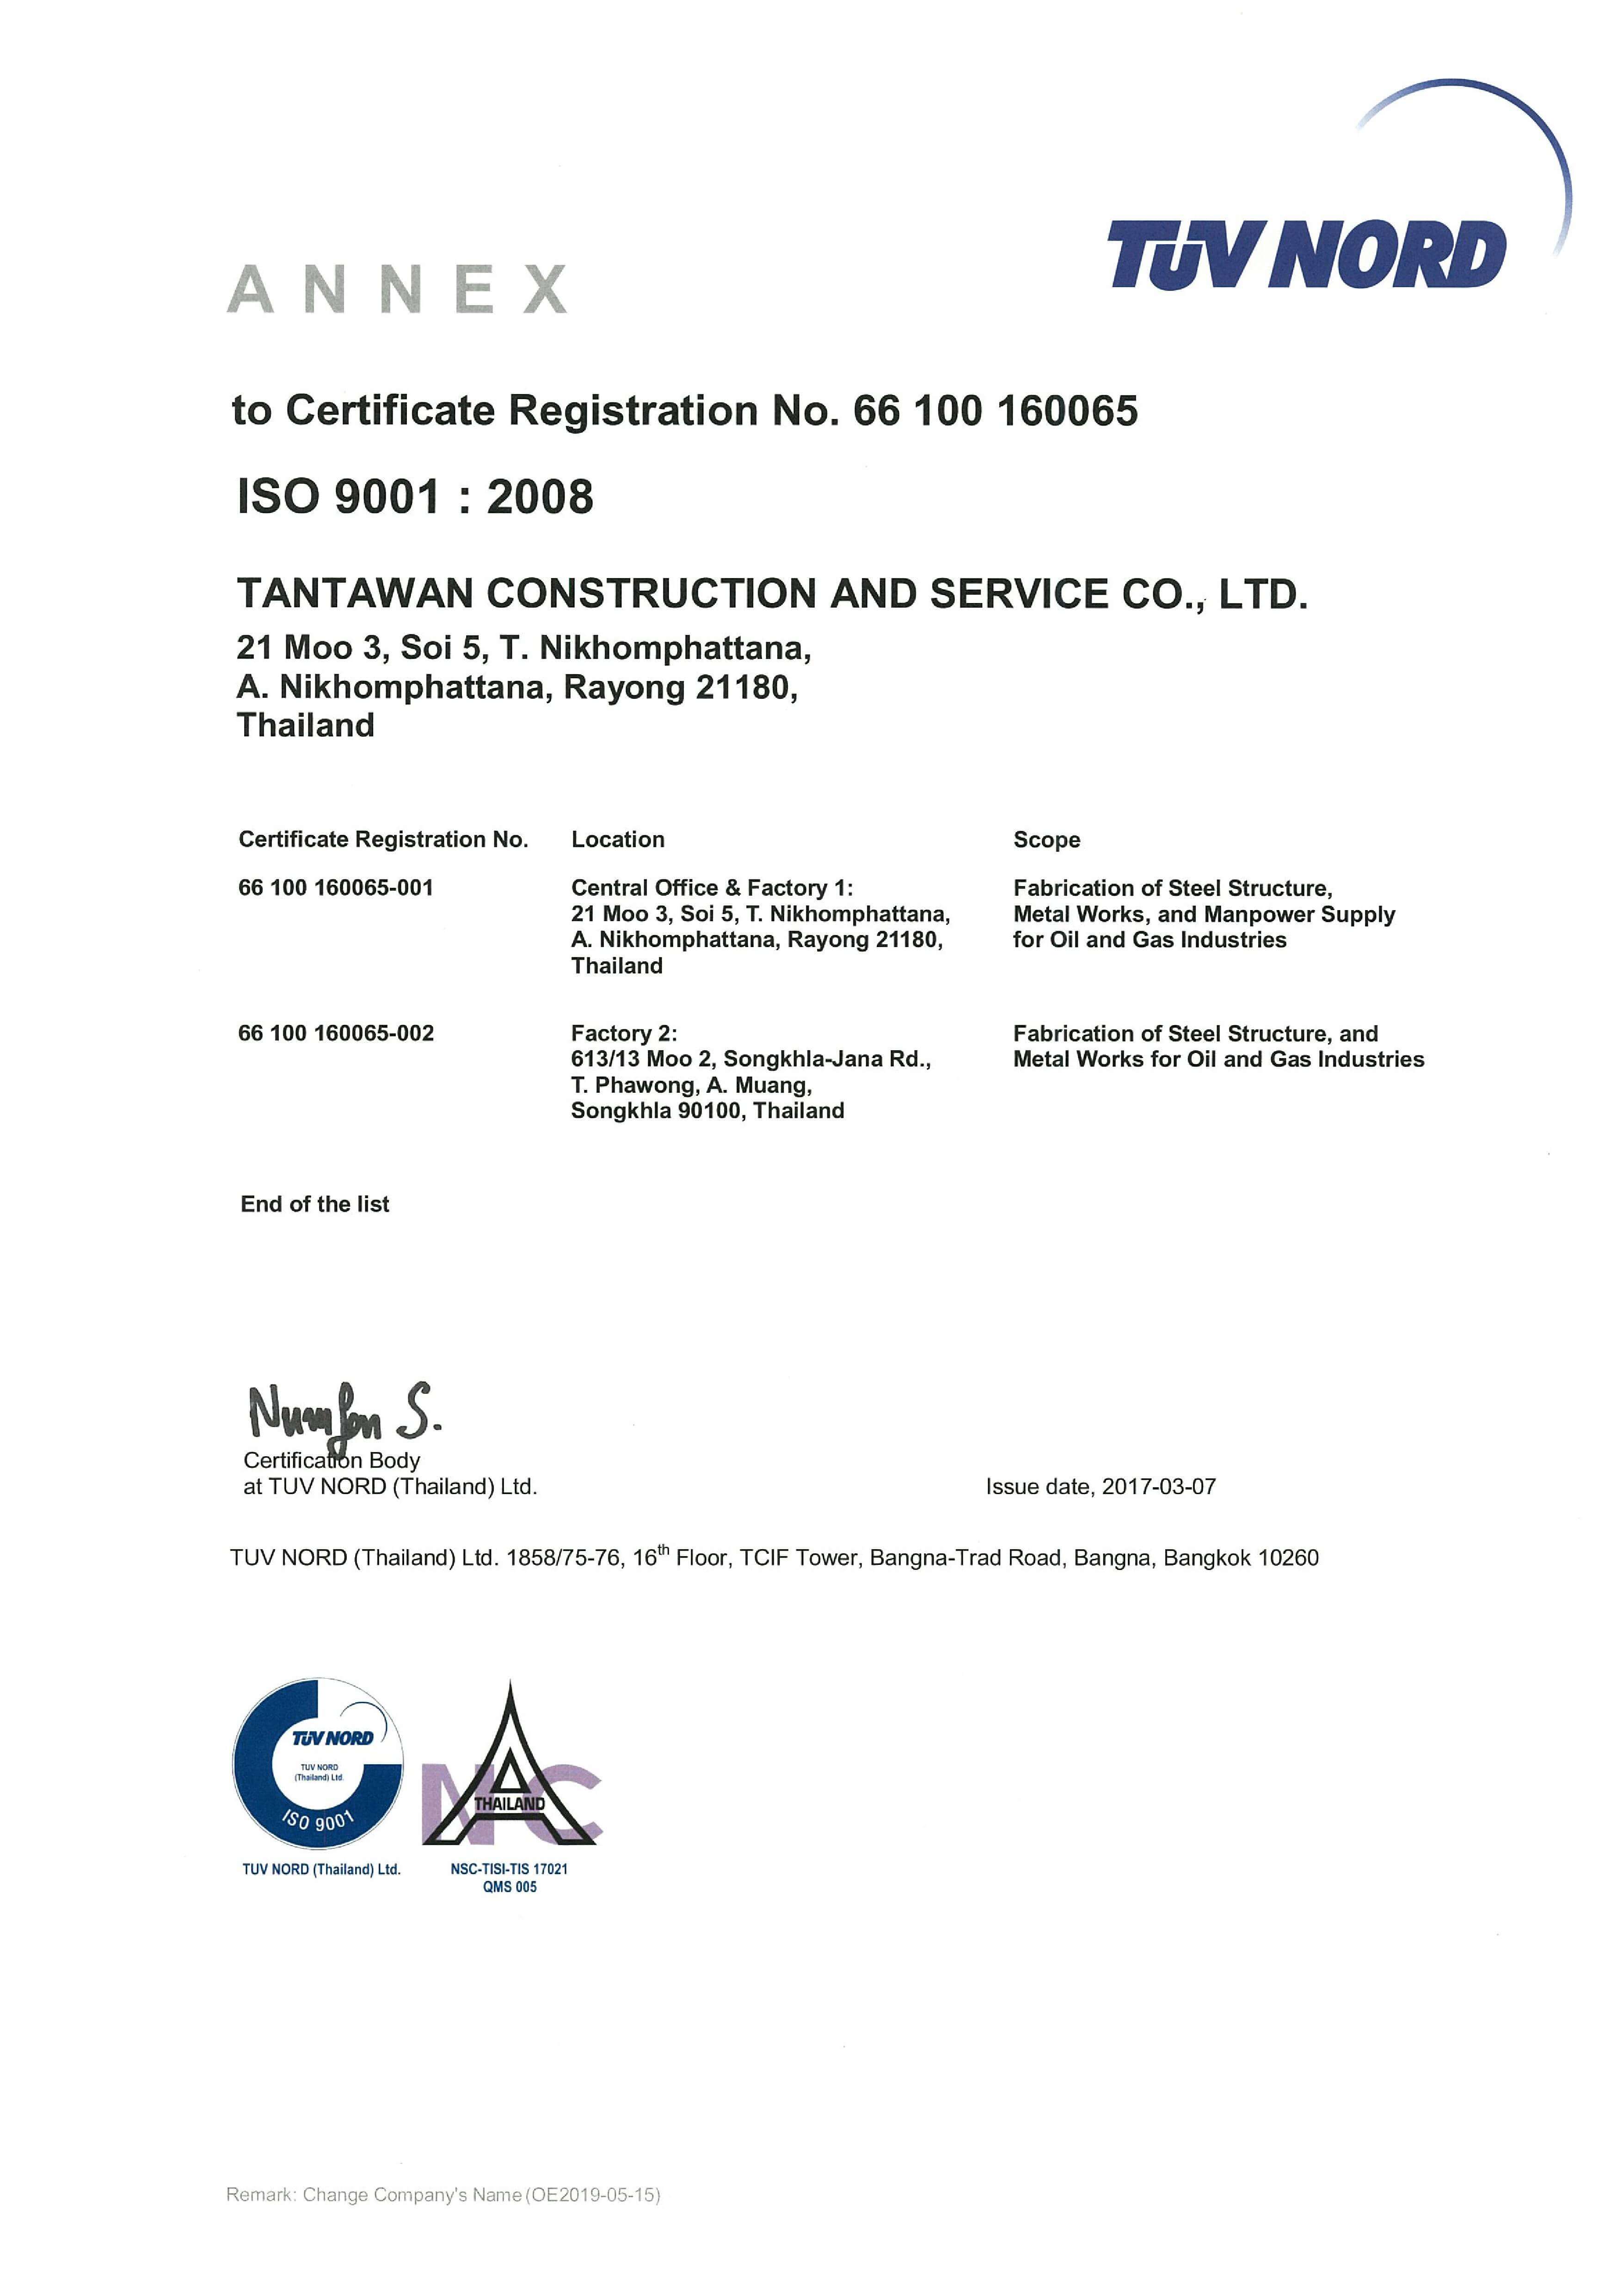 TÜV NORD
ANNEX
to Certificate Registration No. 66 100 160065
ISO 9001 : 2008
TANTAWAN CONSTRUCTION AND SERVICE CO., LTD.
21 Moo 3, Soi 5, T. Nikhomphattana,
A. Nikhomphattana, Rayong 21180,
Thailand
Certificate Registration No. Location Scope
66 100 160065-001 Central Office & Factory 1: Fabrication of Steel Structure,
21 Moo 3, Soi 5, T. Nikhomphattana, Metal Works, and Manpower Supply
A. Nikhomphattana, Rayong 21180, for Oil and Gas Industries
Thailand
66 100 160065-002 Factory 2: Fabrication of Steel Structure, and
613/13 Moo 2, Songkhla-Jana Rd., Metal Works for Oil and Gas Industries
T. Phawong, A. Muang,
Songkhla 90100, Thailand
End of the list
Numfon S.
Certification Body
at TUV NORD (Thailand) Ltd. Issue date, 2017-03-07
TUV NORD (Thailand) Ltd. 1858/75-76, 16th Floor, TCIF Tower, Bangna-Trad Road, Bangna, Bangkok 10260
TÜV NORD
TUV NORD
(Thailand) Ltd.
ISO 9001
TUV NORD (Thailand) Ltd.
NAC
THAILAND
NSC-TISI-TIS 17021
QMS 005
Remark: Change Company's Name (OE2019-05-15)